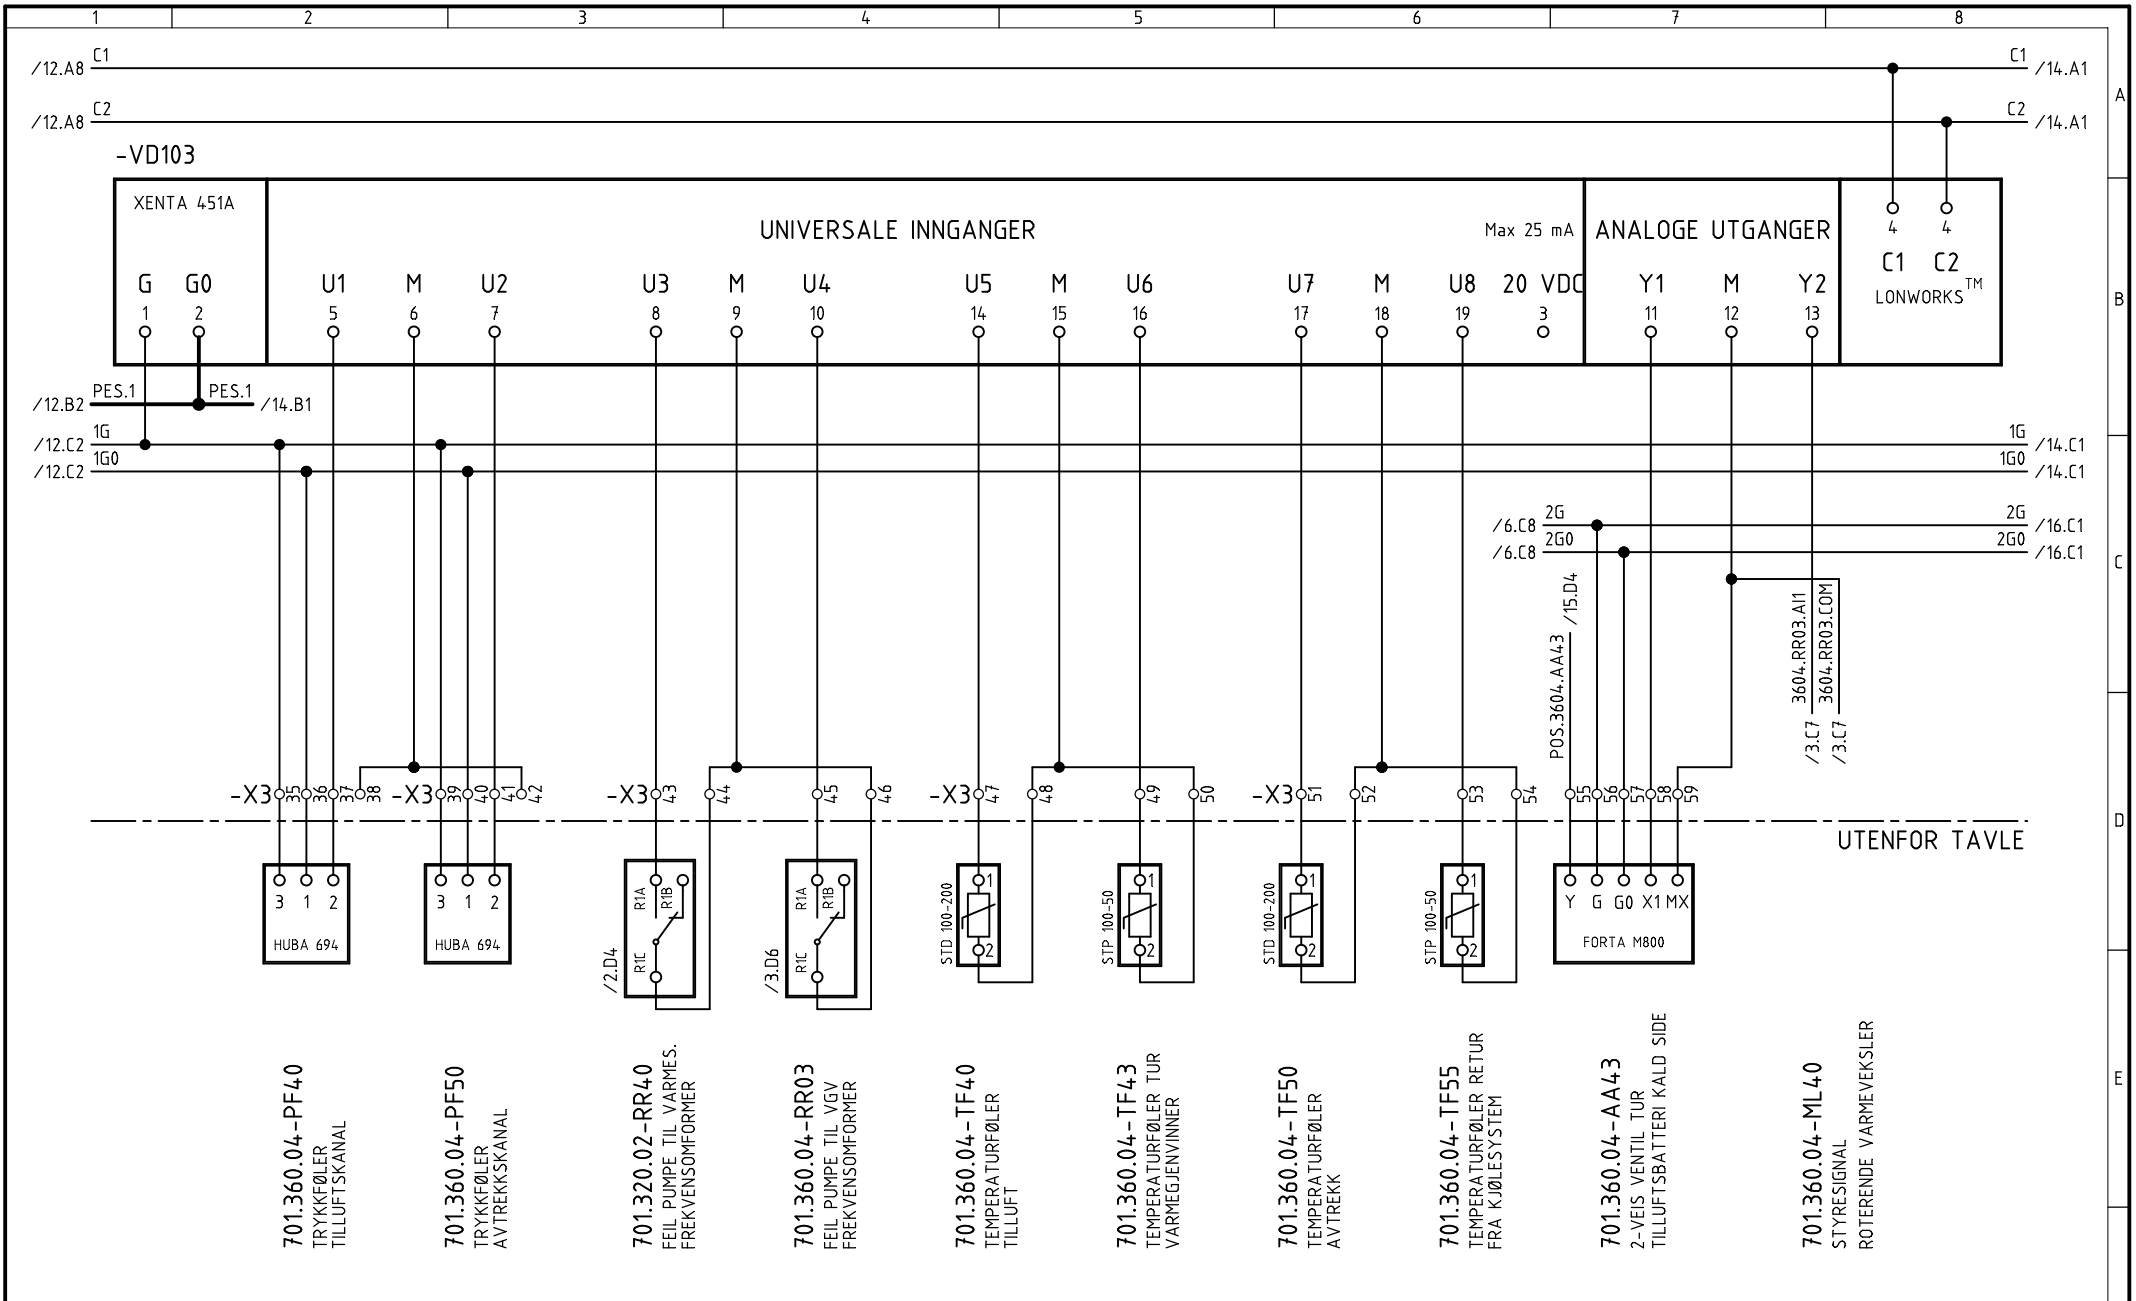 1 2 3 4 5 6 7 8
/12.A8 C1 C1 /14.A1
A
/12.A8 C2 C2 /14.A1
-VD103
XENTA 451A
UNIVERSALE INNGANGER Max 25 mA ANALOGE UTGANGER
4 4
C1 C2
LONWORKS™
G G0 U1 M U2 U3 M U4 U5 M U6 U7 M U8 20 VDC Y1 M Y2
1 2 5 6 7 8 9 10 14 15 16 17 18 19 3 11 12 13
B
/12.B2 PES.1 PES.1 /14.B1
/12.C2 1G 1G /14.C1
/12.C2 1G0 1G0 /14.C1
/6.C8 2G 2G /16.C1
/6.C8 2G0 2G0 /16.C1
C
POS.3604.AA43 /15.D4
/3.C7 3604.RR03.AI1
/3.C7 3604.RR03.COM
-X3 35 36 37 38 -X3 39 40 41 42 -X3 43 44 45 46 -X3 47 48 49 50 -X3 51 52 53 54 55 56 57 58 59
D
UTENFOR TAVLE
3 1 2
HUBA 694
3 1 2
HUBA 694
/2.D4
R1A R1B
R1C
/3.D6
R1A R1B
R1C
STD 100-200
1
2
STP 100-50
1
2
STD 100-200
1
2
STP 100-50
1
2
Y G G0 X1 MX
FORTA M800
E
701.360.04-PF40
TRYKKFØLER
TILLUFTSKANAL
701.360.04-PF50
TRYKKFØLER
AVTREKKSKANAL
701.320.02-RR40
FEIL PUMPE TIL VARMES.
FREKVENSOMFORMER
701.360.04-RR03
FEIL PUMPE TIL VGV
FREKVENSOMFORMER
701.360.04-TF40
TEMPERATURFØLER
TILLUFT
701.360.04-TF43
TEMPERATURFØLER TUR
VARMEGJENVINNER
701.360.04-TF50
TEMPERATURFØLER
AVTREKK
701.360.04-TF55
TEMPERATURFØLER RETUR
FRA KJØLESYSTEM
701.360.04-AA43
2-VEIS VENTIL TUR
TILLUFTSBATTERI KALD SIDE
701.360.04-ML40
STYRESIGNAL
ROTERENDE VARMEVEKSLER